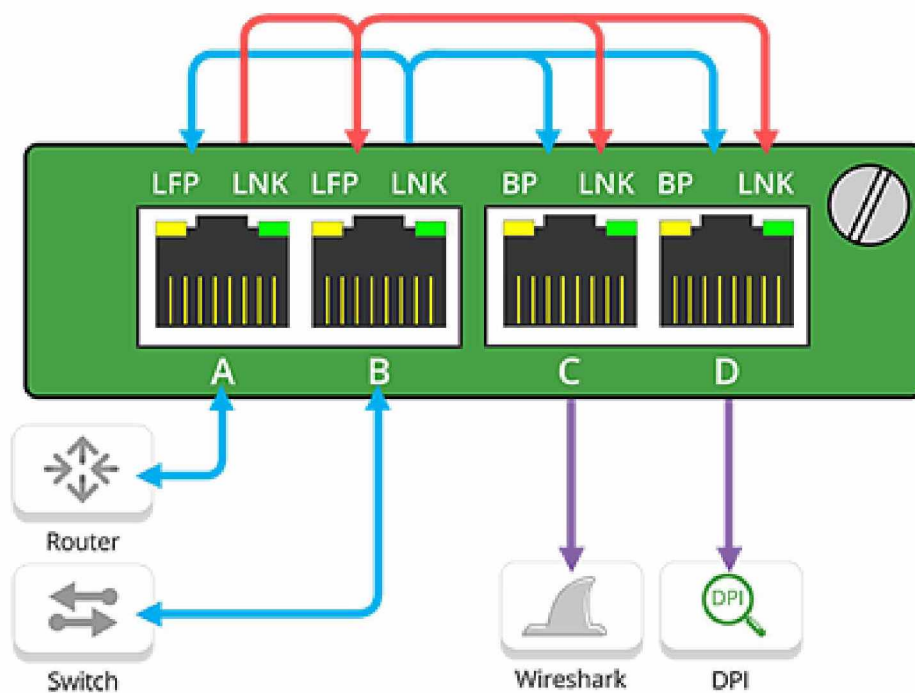 LFP LNK LFP LNK BP LNK BP LNK
A B C D
Router
Switch
DPI
Wireshark DPI